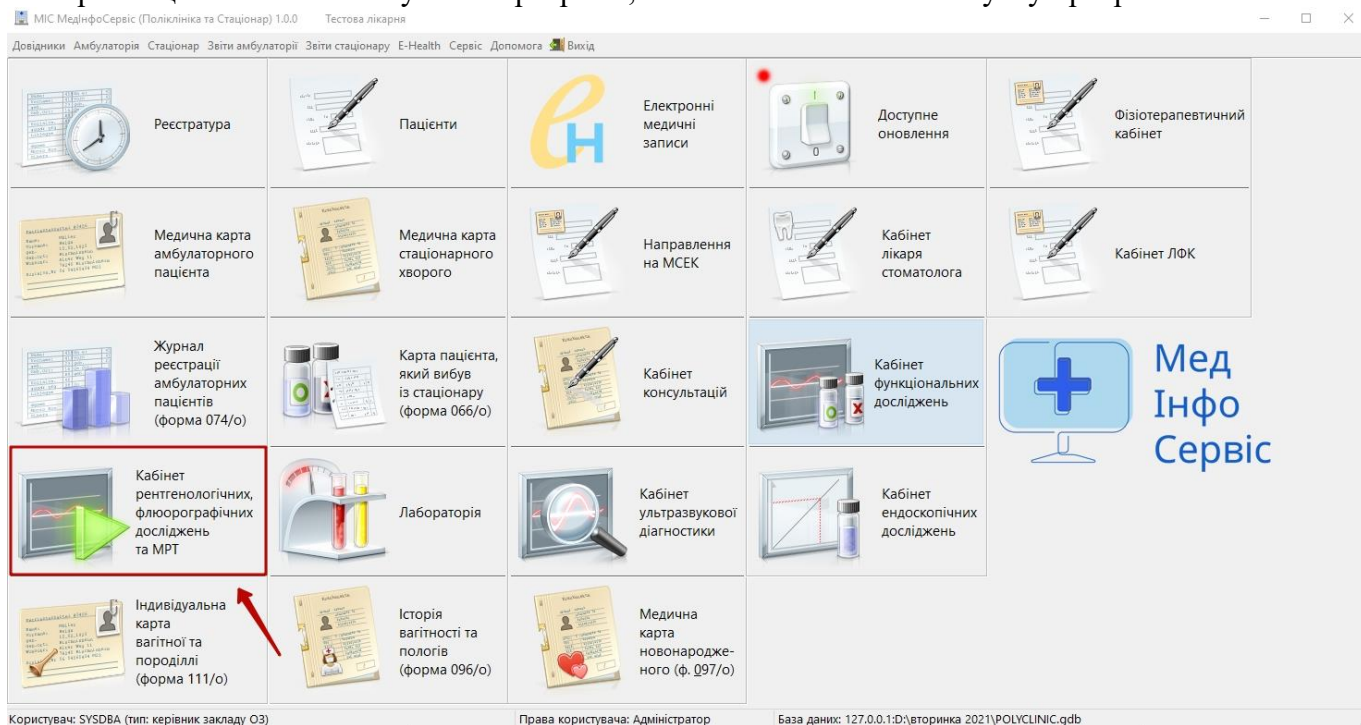 МІС МедІнфоСервіс (Поліклініка та Стаціонар) 1.0.0 Тестова лікарня
Довідники Амбулаторія Стаціонар Звіти амбулаторії Звіти стаціонару E-Health Сервіс Допомога Вихід
Реєстратура
Пацієнти
Електронні
медичні
записи
Доступне
оновлення
Фізіотерапевтичний
кабінет
Медична карта
амбулаторного
пацієнта
Медична карта
стаціонарного
хворого
Направлення
на МСЕК
Кабінет
лікаря
стоматолога
Кабінет ЛФК
Журнал
реєстрації
амбулаторних
пацієнтів
(форма 074/о)
Карта пацієнта,
який вибув
із стаціонару
(форма 066/о)
Кабінет
консультацій
Кабінет
функціональних
досліджень
Мед
Інфо
Сервіс
Кабінет
рентгенологічних,
флюорографічних
досліджень
та МРТ
Лабораторія
Кабінет
ультразвукової
діагностики
Кабінет
ендоскопічних
досліджень
Індивідуальна
карта
вагітної та
породіллі
(форма 111/о)
Історія
вагітності та
пологів
(форма 096/о)
Медична
карта
новонародже-
ного (ф. 097/о)
Користувач: SYSDBA (тип: керівник закладу ОЗ) Права користувача: Адміністратор База даних: 127.0.0.1:D:\вторинка 2021\POLYCLINIC.gdb